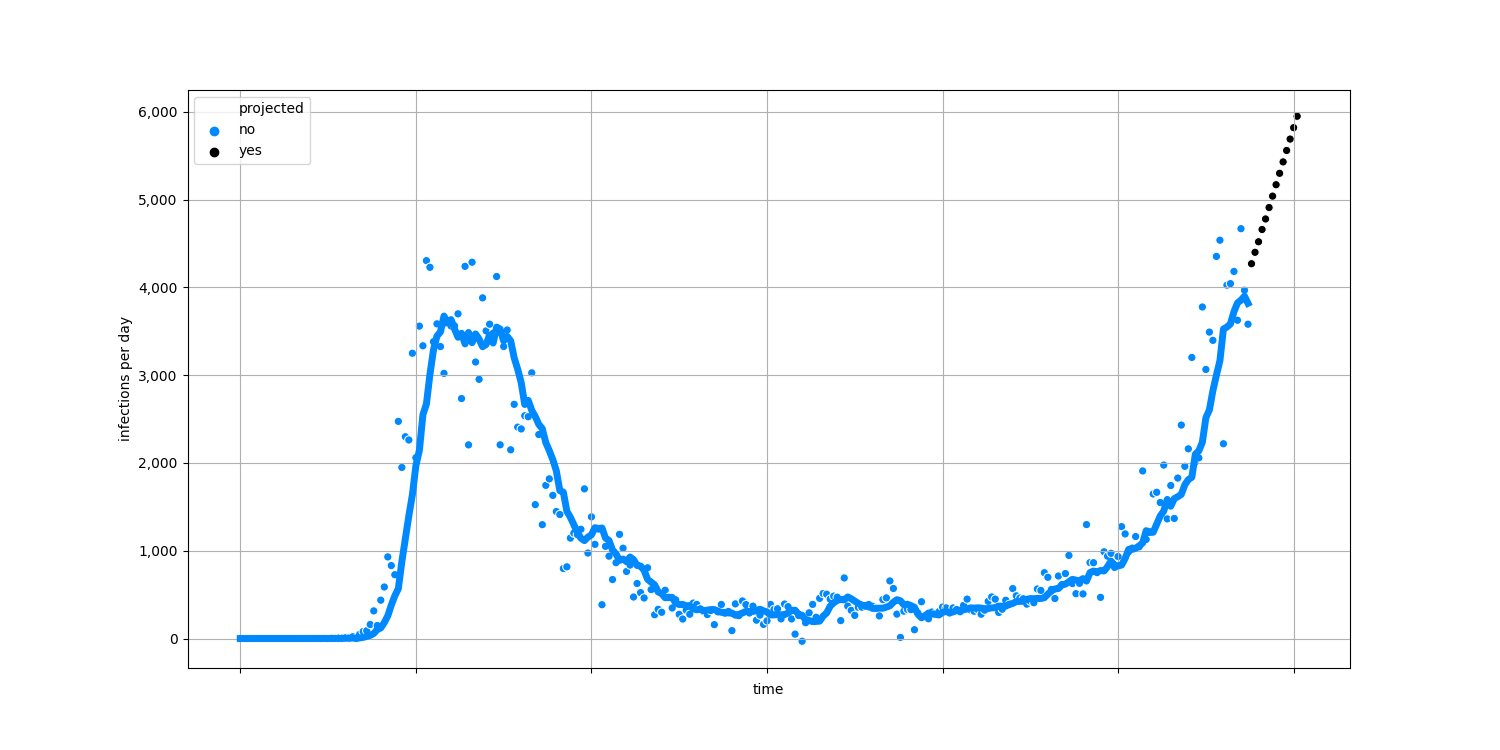 projected
no
yes
6,000
5,000
4,000
3,000
2,000
1,000
0
infections per day
time